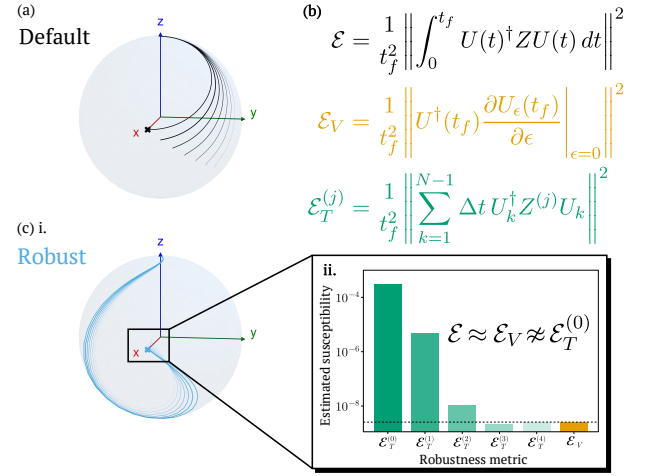 (a)
Default
z
y
x
(b)
ℰ = 1/t_f² ‖ ∫₀^{t_f} U(t)†ZU(t) dt ‖²
ℰ_V = 1/t_f² ‖ U†(t_f) ∂U_ϵ(t_f)/∂ϵ |_{ϵ=0} ‖²
ℰ_T^{(j)} = 1/t_f² ‖ ∑_{k=1}^{N−1} Δt U_k† Z^{(j)} U_k ‖²
(c) i.
Robust
z
y
x
ii.
Estimated susceptibility
10⁻⁴
10⁻⁶
10⁻⁸
ℰ ≈ ℰ_V ≉ ℰ_T^{(0)}
ℰ_T^{(0)} ℰ_T^{(1)} ℰ_T^{(2)} ℰ_T^{(3)} ℰ_T^{(4)} ℰ_V
Robustness metric